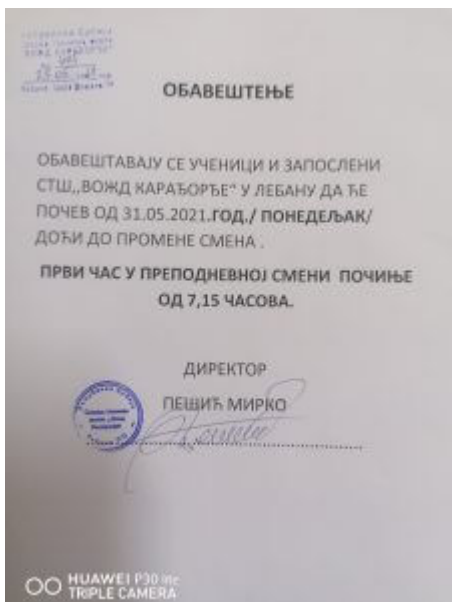 Република Србија
ОБАВЕШТЕЊЕ
ОБАВЕШТАВАЈУ СЕ УЧЕНИЦИ И ЗАПОСЛЕНИ
СТШ,,ВОЖД КАРАЂОРЂЕ“ У ЛЕБАНУ ДА ЋЕ
ПОЧЕВ ОД 31.05.2021.ГОД./ ПОНЕДЕЉАК/
ДОЋИ ДО ПРОМЕНЕ СМЕНА .
ПРВИ ЧАС У ПРЕПОДНЕВНОЈ СМЕНИ ПОЧИЊЕ
ОД 7,15 ЧАСОВА.
ДИРЕКТОР
ПЕШИЋ МИРКО
HUAWEI P30 lite
TRIPLE CAMERA